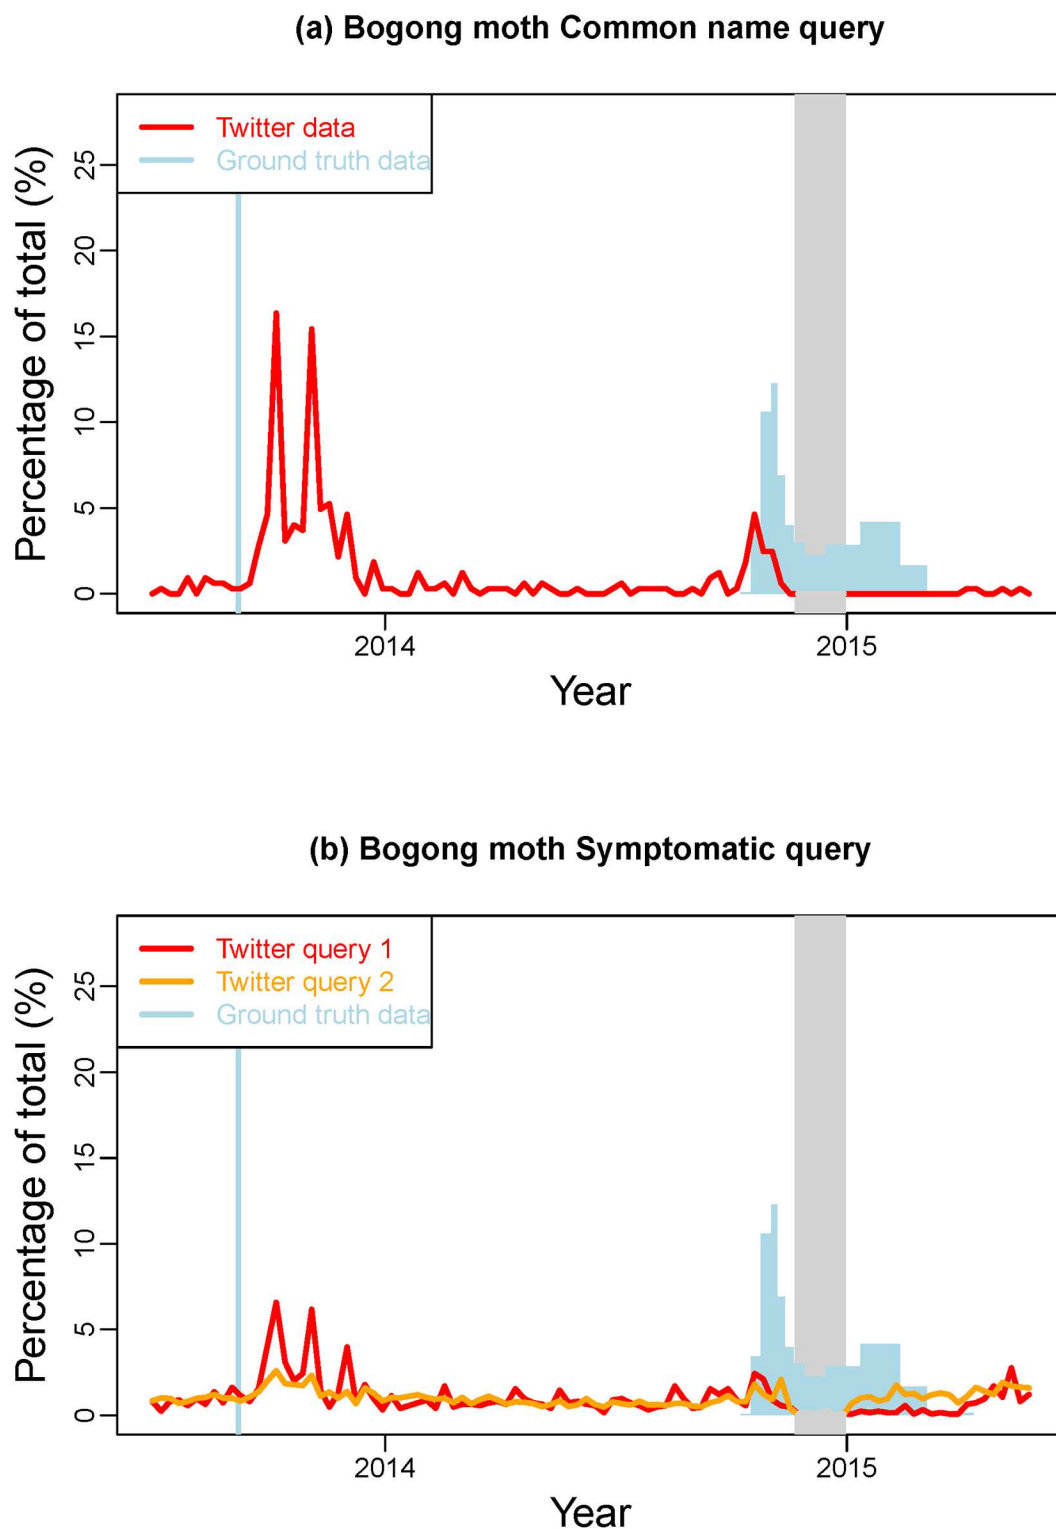 (a) Bogong moth Common name query
Twitter data
Ground truth data
Percentage of total (%)
25
20
15
10
5
0
2014 2015
Year
(b) Bogong moth Symptomatic query
Twitter query 1
Twitter query 2
Ground truth data
Percentage of total (%)
25
20
15
10
5
0
2014 2015
Year